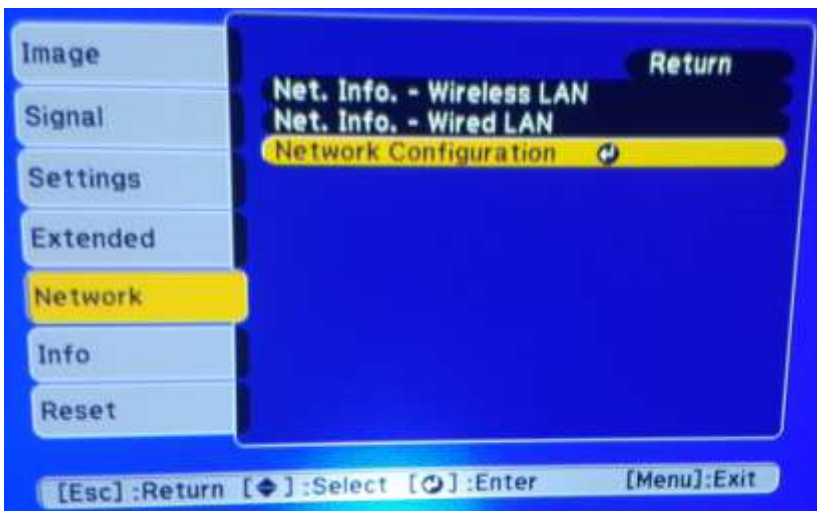 Image
Signal
Settings
Extended
Network
Info
Reset
Return
Net. Info. - Wireless LAN
Net. Info. - Wired LAN
Network Configuration
[Esc] :Return [◆] :Select [⏎] :Enter [Menu]:Exit